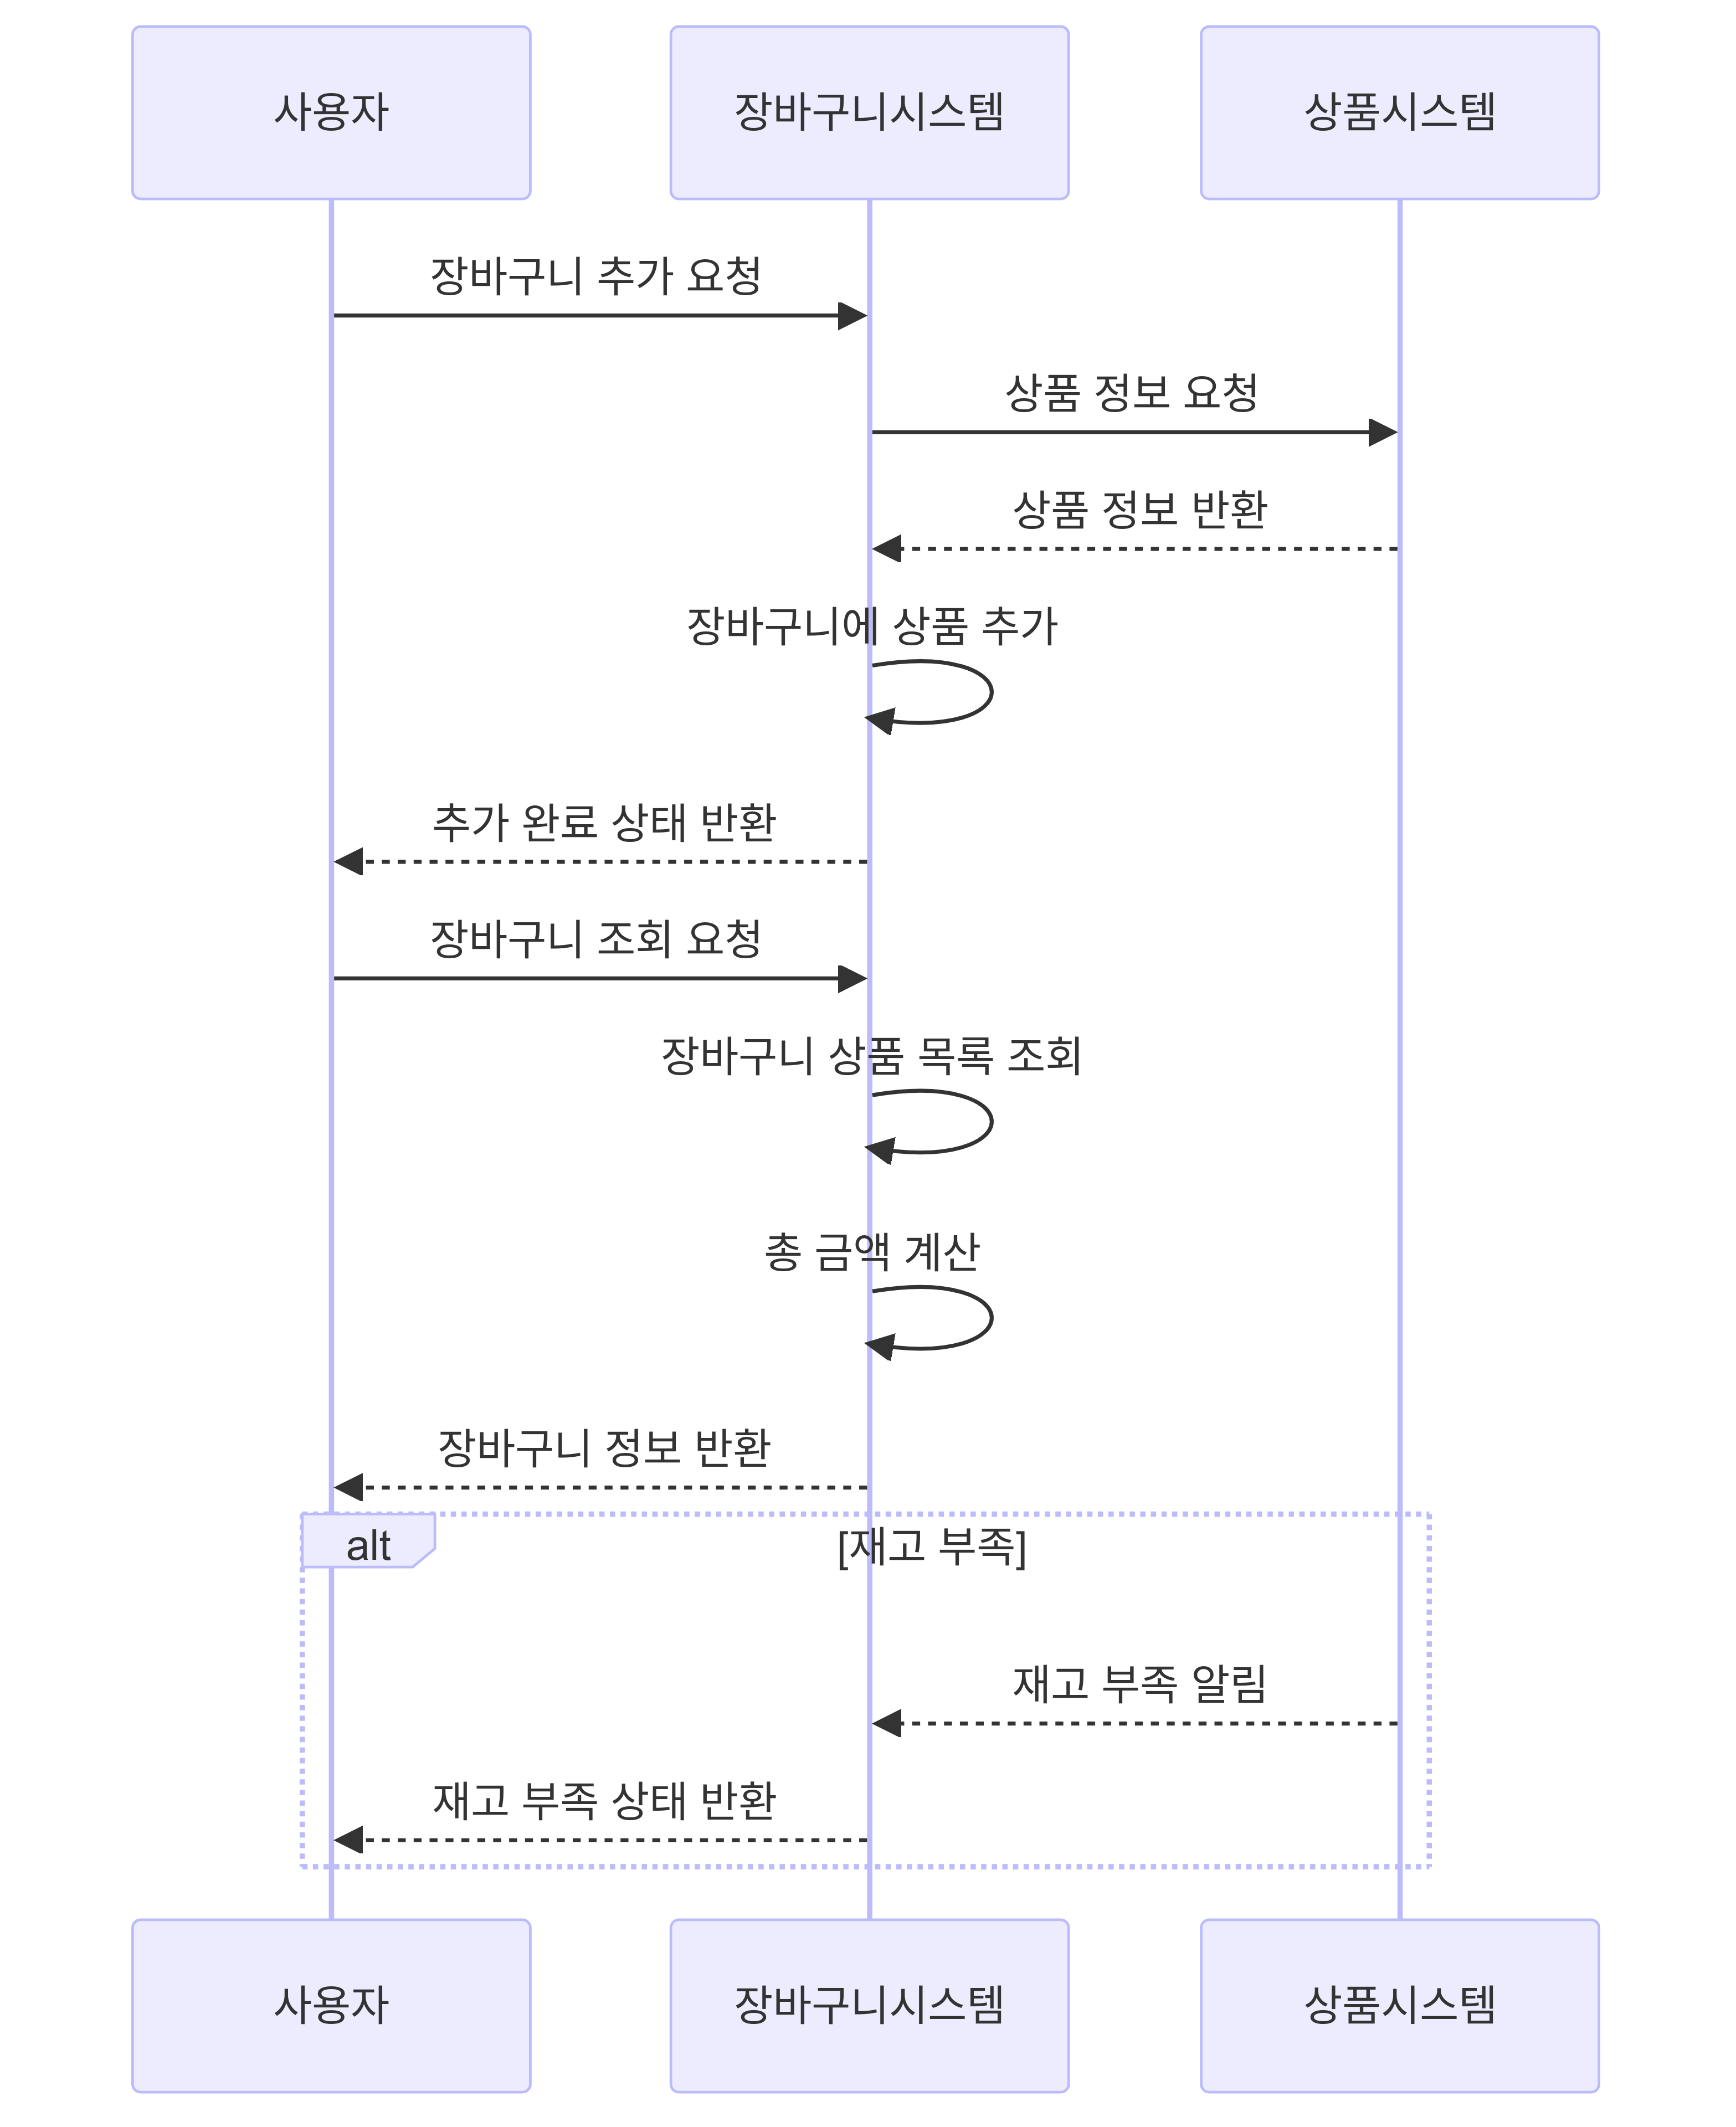 사용자
장바구니시스템
상품시스템
장바구니 추가 요청
상품 정보 요청
상품 정보 반환
장바구니에 상품 추가
추가 완료 상태 반환
장바구니 조회 요청
장바구니 상품 목록 조회
총 금액 계산
장바구니 정보 반환
alt
[재고 부족]
재고 부족 알림
재고 부족 상태 반환
사용자
장바구니시스템
상품시스템